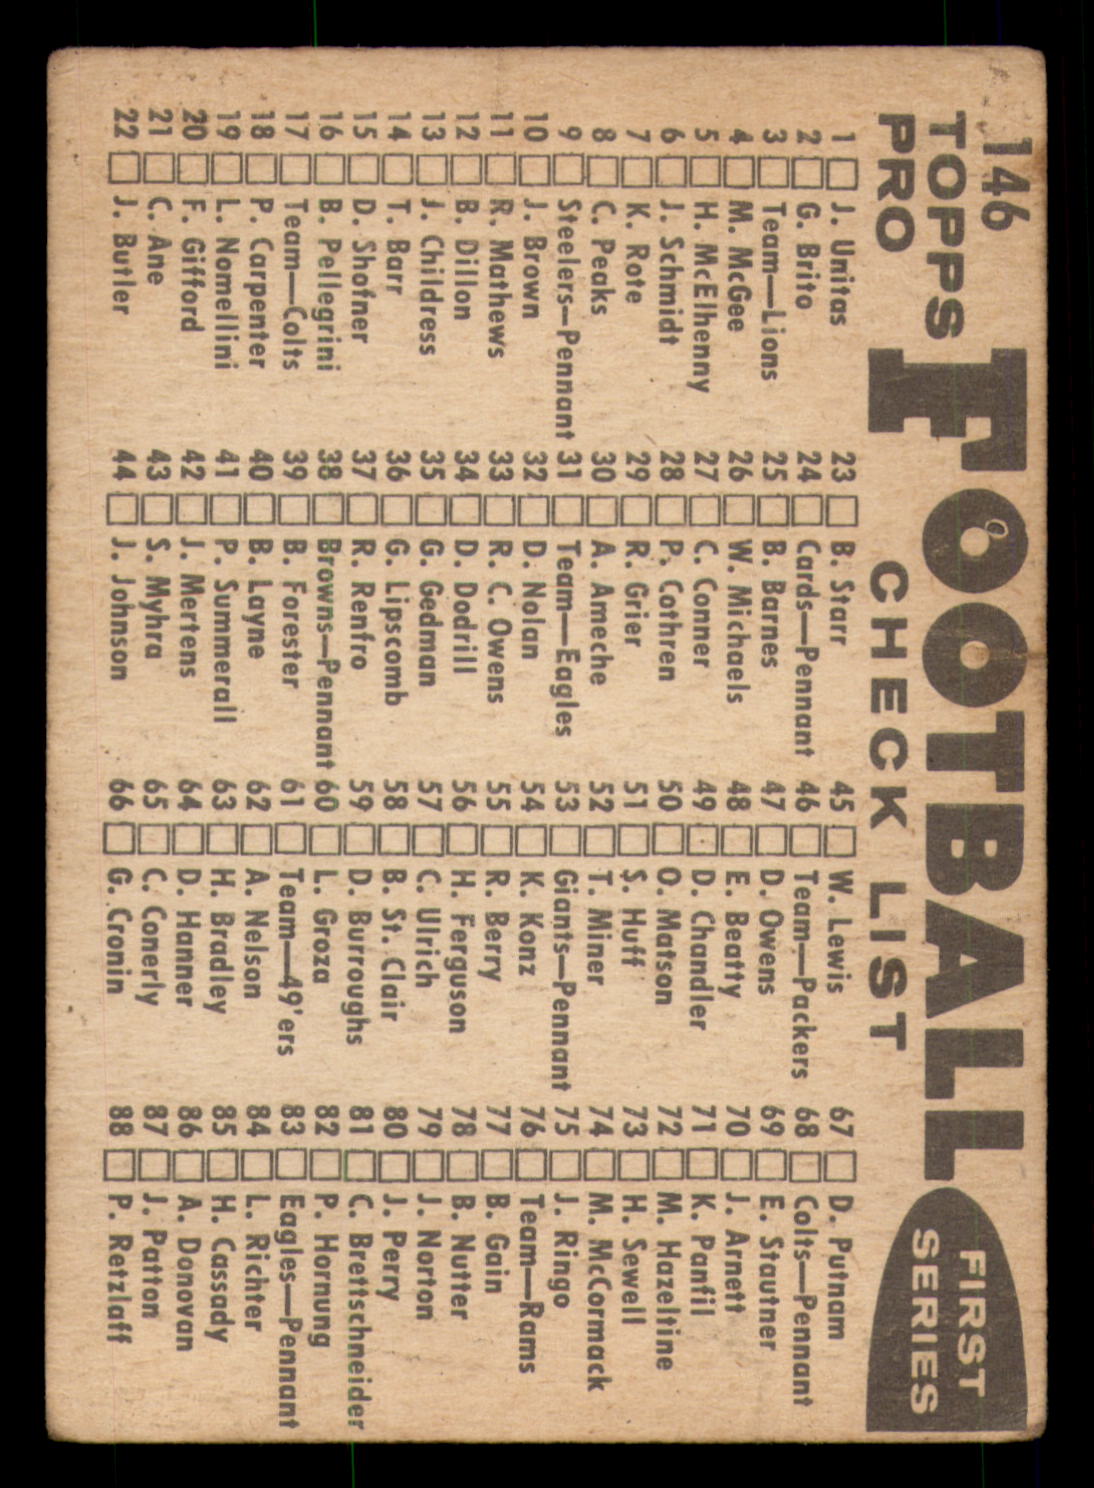 146
TOPPS FOOTBALL FIRST
PRO CHECK LIST SERIES
1 J. Unitas
2 G. Brito
3 Team—Lions
4 M. McGee
5 H. McElhenny
6 J. Schmidt
7 K. Rote
8 C. Peaks
9 Steelers—Pennant
10 J. Brown
11 R. Mathews
12 B. Dillon
13 J. Childress
14 T. Barr
15 D. Shofner
16 B. Pellegrini
17 Team—Colts
18 P. Carpenter
19 L. Nomellini
20 F. Gifford
21 C. Ane
22 J. Butler
23 B. Starr
24 Cards—Pennant
25 B. Barnes
26 W. Michaels
27 C. Conner
28 P. Cothren
29 R. Grier
30 A. Ameche
31 Team—Eagles
32 D. Nolan
33 R. C. Owens
34 D. Dodrill
35 G. Gedman
36 G. Lipscomb
37 R. Renfro
38 Browns—Pennant
39 B. Forester
40 B. Layne
41 P. Summerall
42 J. Mertens
43 S. Myhra
44 J. Johnson
45 W. Lewis
46 Team—Packers
47 D. Owens
48 E. Beatty
49 D. Chandler
50 O. Matson
51 S. Huff
52 T. Miner
53 Giants—Pennant
54 K. Konz
55 R. Berry
56 H. Ferguson
57 C. Ulrich
58 B. St. Clair
59 D. Burroughs
60 L. Groza
61 Team—49'ers
62 A. Nelson
63 H. Bradley
64 D. Hanner
65 C. Conerly
66 G. Cronin
67 D. Putnam
68 Colts—Pennant
69 E. Stautner
70 J. Arnett
71 K. Panfil
72 M. Hazeltine
73 H. Sewell
74 M. McCormack
75 J. Ringo
76 Team—Rams
77 B. Gain
78 B. Nutter
79 J. Norton
80 J. Perry
81 C. Brettschneider
82 P. Hornung
83 Eagles—Pennant
84 L. Richter
85 H. Cassady
86 A. Donovan
87 J. Patton
88 P. Retzlaff